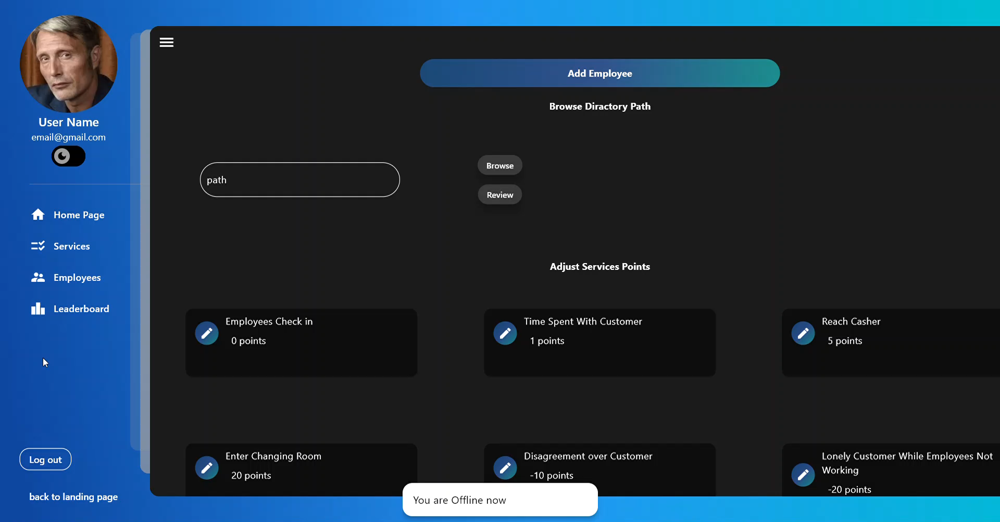 User Name
email@gmail.com
Home Page
Services
Employees
Leaderboard
Log out
back to landing page
Add Employee
Browse Diractory Path
path
Browse
Review
Adjust Services Points
Employees Check in
0 points
Time Spent With Customer
1 points
Reach Casher
5 points
Enter Changing Room
20 points
Disagreement over Customer
-10 points
Lonely Customer While Employees Not
Working
-20 points
You are Offline now